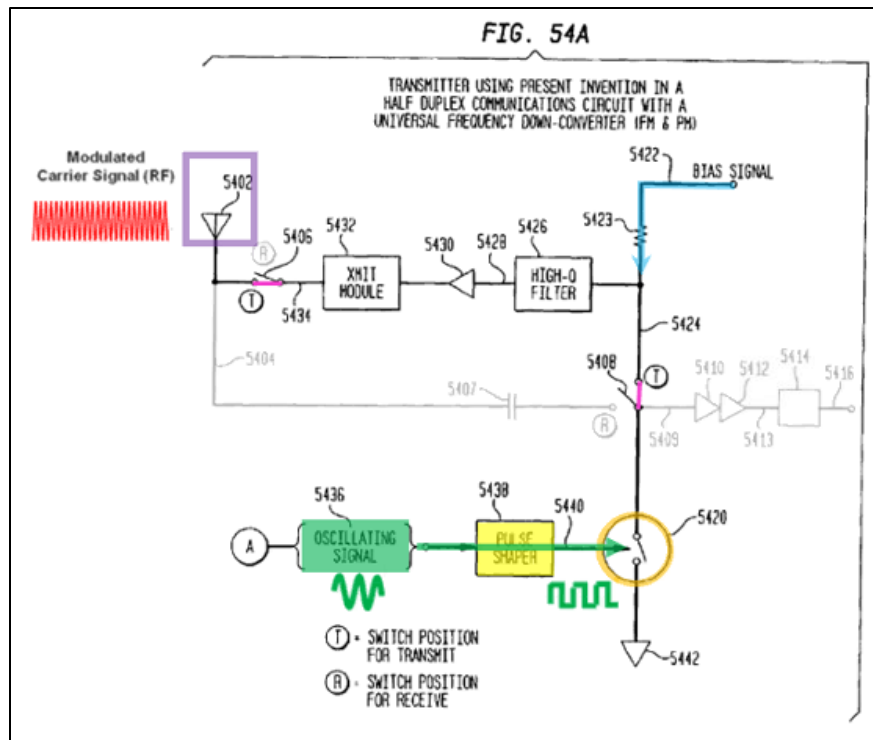 FIG. 54A
TRANSMITTER USING PRESENT INVENTION IN A
HALF DUPLEX COMMUNICATIONS CIRCUIT WITH A
UNIVERSAL FREQUENCY DOWN-CONVERTER (FM & PM)
Modulated
Carrier Signal (RF)
5402
5422
BIAS SIGNAL
5423
5406
5432
5430
5428
5426
R
XMIT
MODULE
HIGH-Q
FILTER
T
5434
5424
5404
5408
T
5410
5412
5414
5416
5407
R
5409
5413
5436
5438
5440
5420
A
OSCILLATING
SIGNAL
PULSE
SHAPER
T = SWITCH POSITION
FOR TRANSMIT
5442
R = SWITCH POSITION
FOR RECEIVE